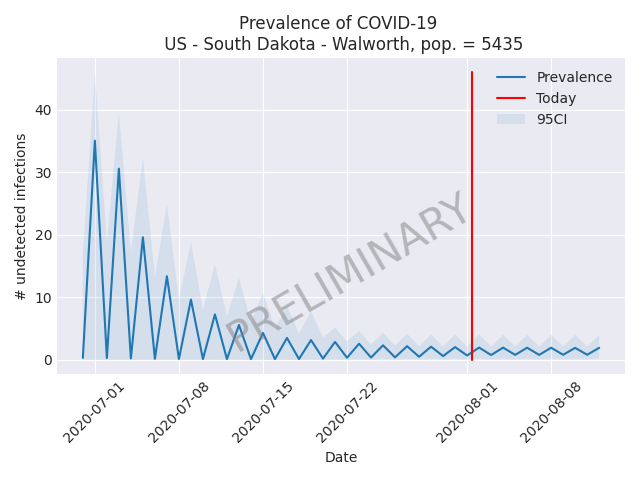 Prevalence of COVID-19
US - South Dakota - Walworth, pop. = 5435
Prevalence
Today
95CI
# undetected infections
40
30
20
10
0
PRELIMINARY
2020-07-01
2020-07-08
2020-07-15
2020-07-22
2020-08-01
2020-08-08
Date